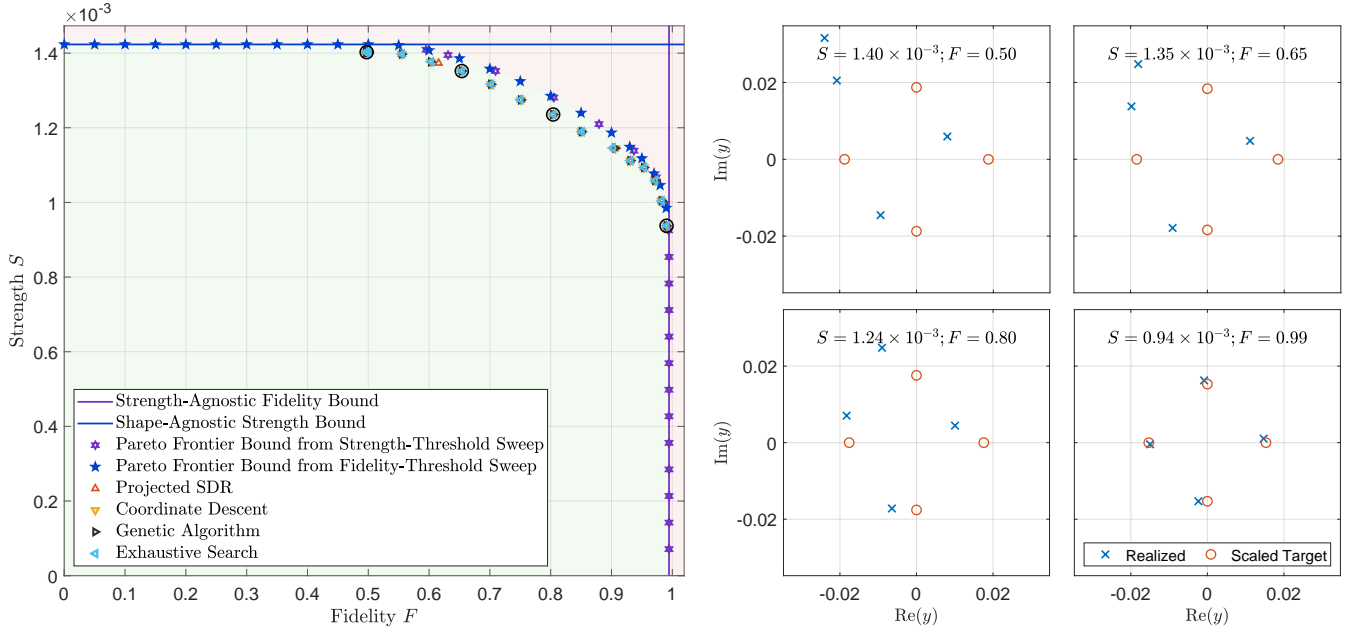 ×10⁻³
1.4
1.2
1
0.8
0.6
0.4
0.2
0
Strength S
Strength-Agnostic Fidelity Bound
Shape-Agnostic Strength Bound
Pareto Frontier Bound from Strength-Threshold Sweep
Pareto Frontier Bound from Fidelity-Threshold Sweep
Projected SDR
Coordinate Descent
Genetic Algorithm
Exhaustive Search
0 0.1 0.2 0.3 0.4 0.5 0.6 0.7 0.8 0.9 1
Fidelity F
S = 1.40 × 10⁻³; F = 0.50
0.02
0
-0.02
Im(y)
S = 1.35 × 10⁻³; F = 0.65
S = 1.24 × 10⁻³; F = 0.80
0.02
0
-0.02
Im(y)
-0.02 0 0.02
Re(y)
S = 0.94 × 10⁻³; F = 0.99
Realized Scaled Target
-0.02 0 0.02
Re(y)